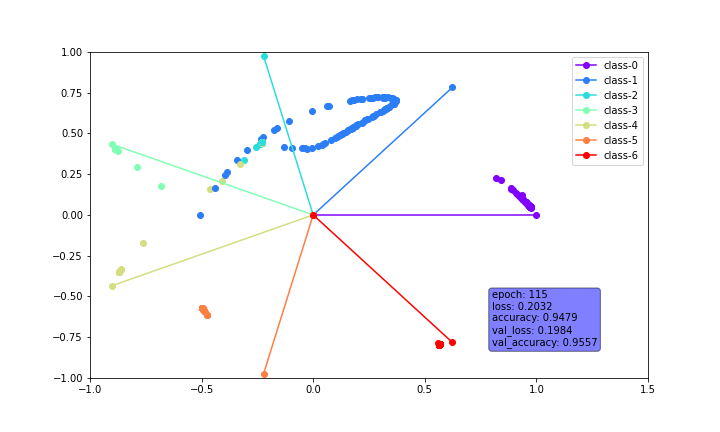 1.00
0.75
0.50
0.25
0.00
−0.25
−0.50
−0.75
−1.00
−1.0
−0.5
0.0
0.5
1.0
1.5
class-0
class-1
class-2
class-3
class-4
class-5
class-6
epoch: 115
loss: 0.2032
accuracy: 0.9479
val_loss: 0.1984
val_accuracy: 0.9557